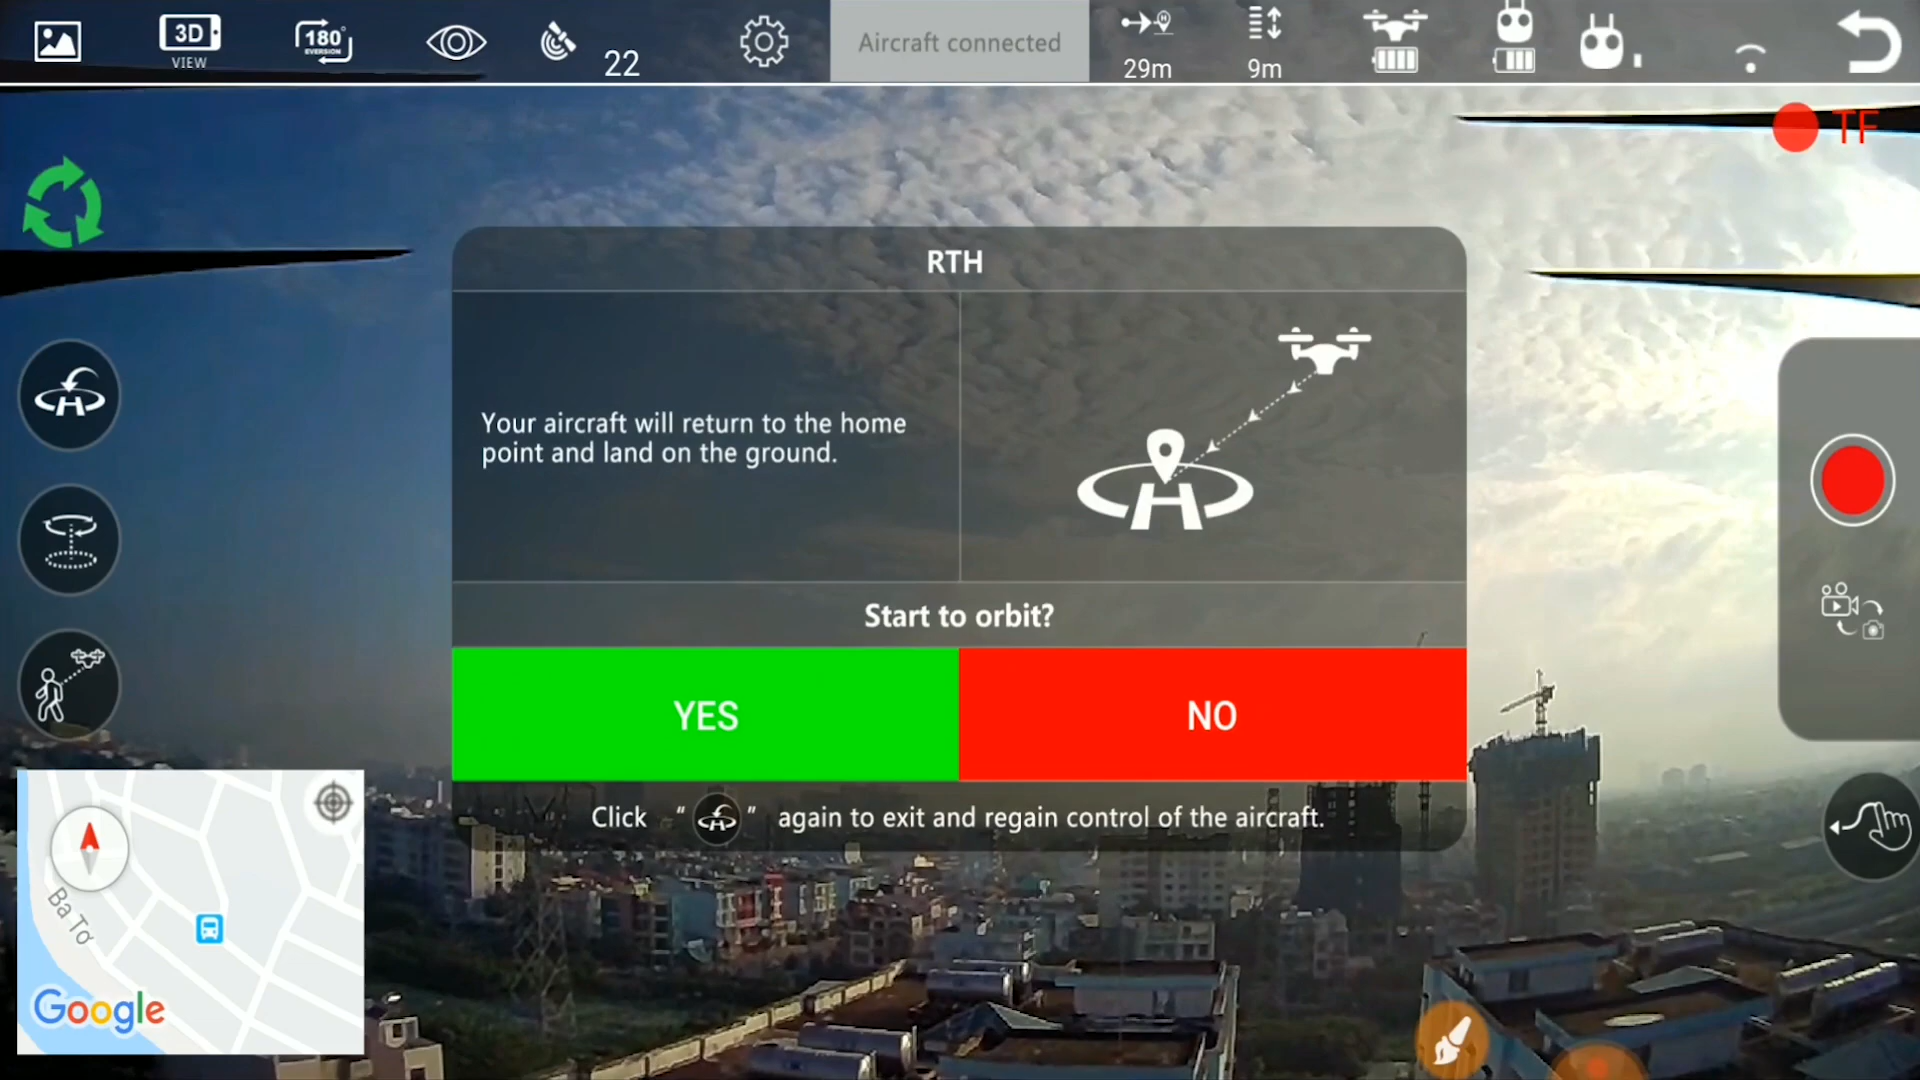 3D
VIEW
180°
EVERSION
22
Aircraft connected
29m
9m
TF
RTH
Your aircraft will return to the home
point and land on the ground.
H
Start to orbit?
YES
NO
Click “ ” again to exit and regain control of the aircraft.
Ba Tơ
Google